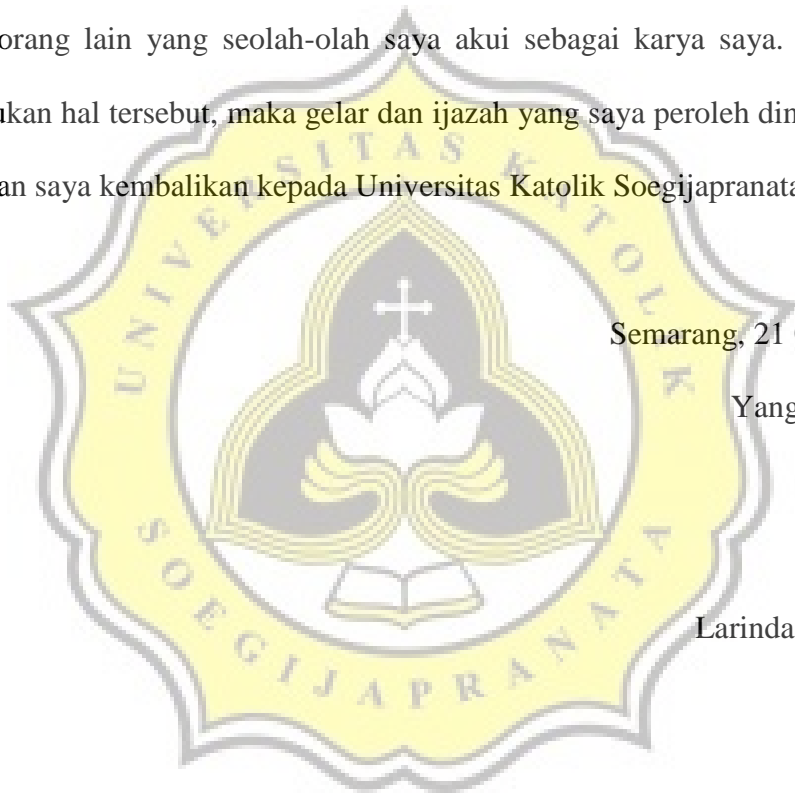 orang lain yang seolah-olah saya akui sebagai karya saya.
ukan hal tersebut, maka gelar dan ijazah yang saya peroleh din
an saya kembalikan kepada Universitas Katolik Soegijapranata
UNIVERSITAS KATOLIK
Semarang, 21
Yang
SOEGIJAPRANATA
Larinda